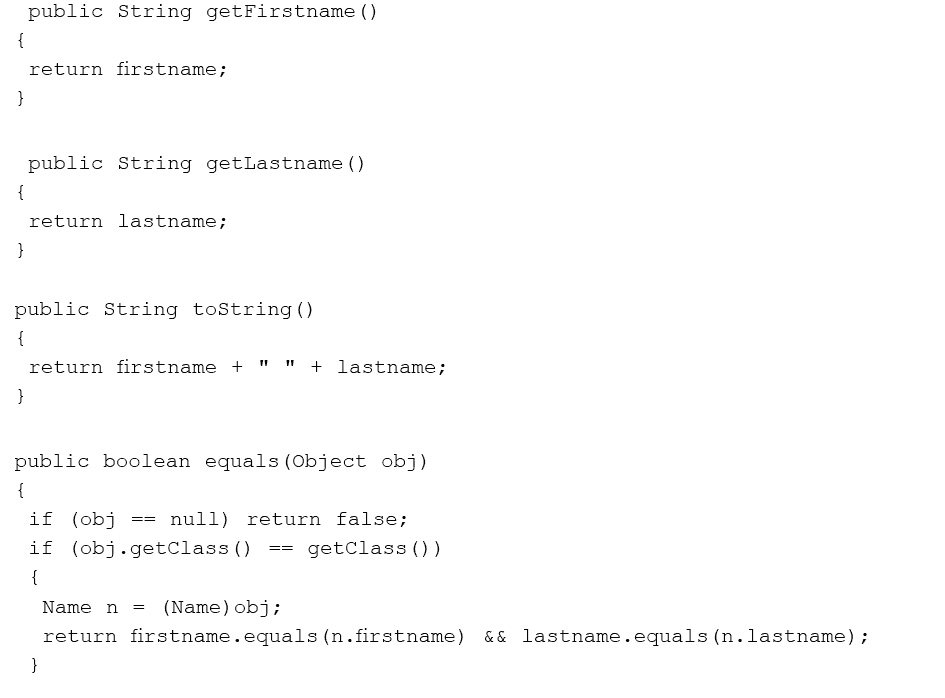 public String getFirstname()
{
return firstname;
}
public String getLastname()
{
return lastname;
}
public String toString()
{
return firstname + " " + lastname;
}
public boolean equals(Object obj)
{
if (obj == null) return false;
if (obj.getClass() == getClass())
{
Name n = (Name)obj;
return firstname.equals(n.firstname) && lastname.equals(n.lastname);
}